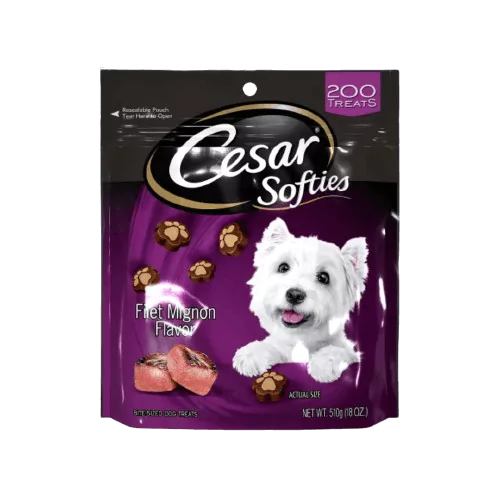 200
TREATS
Resealable Pouch
Tear Here to Open
Cesar
Softies
Filet Mignon
Flavor
ACTUAL SIZE
BITE-SIZED DOG TREATS
NET WT. 510g (18 OZ.)